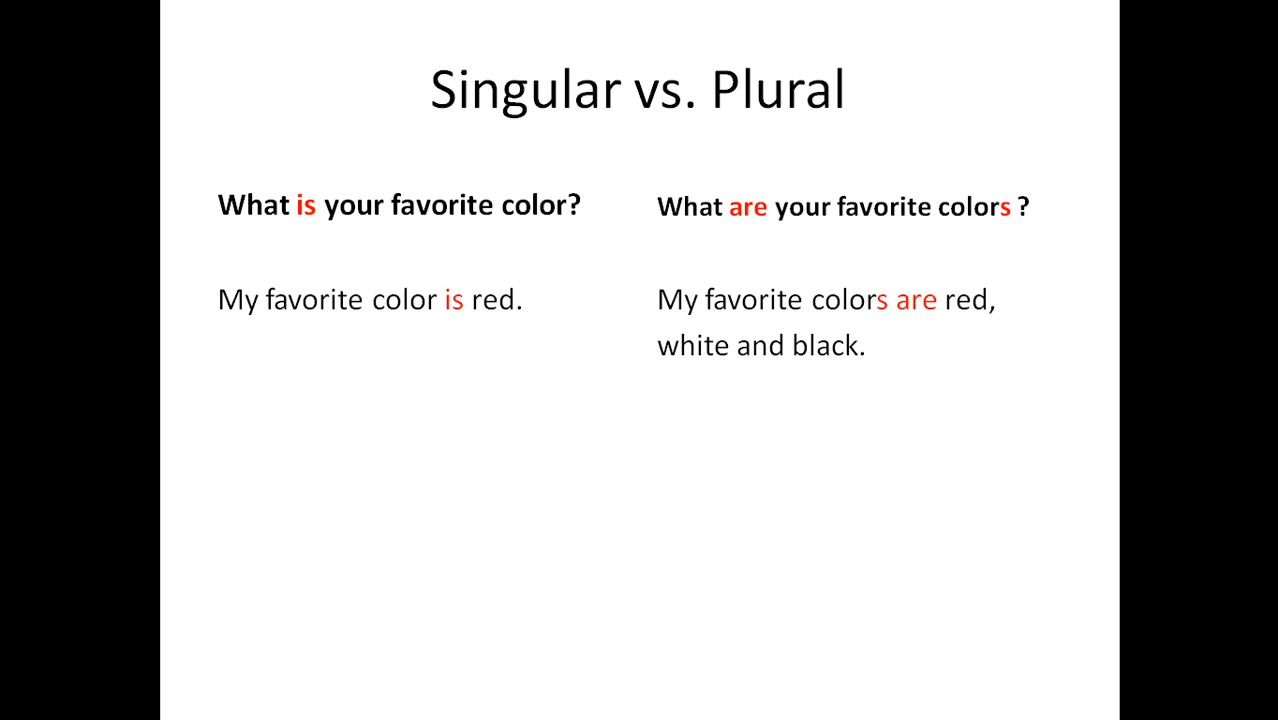 Singular vs. Plural
What is your favorite color?
My favorite color is red.
What are your favorite colors ?
My favorite colors are red,
white and black.